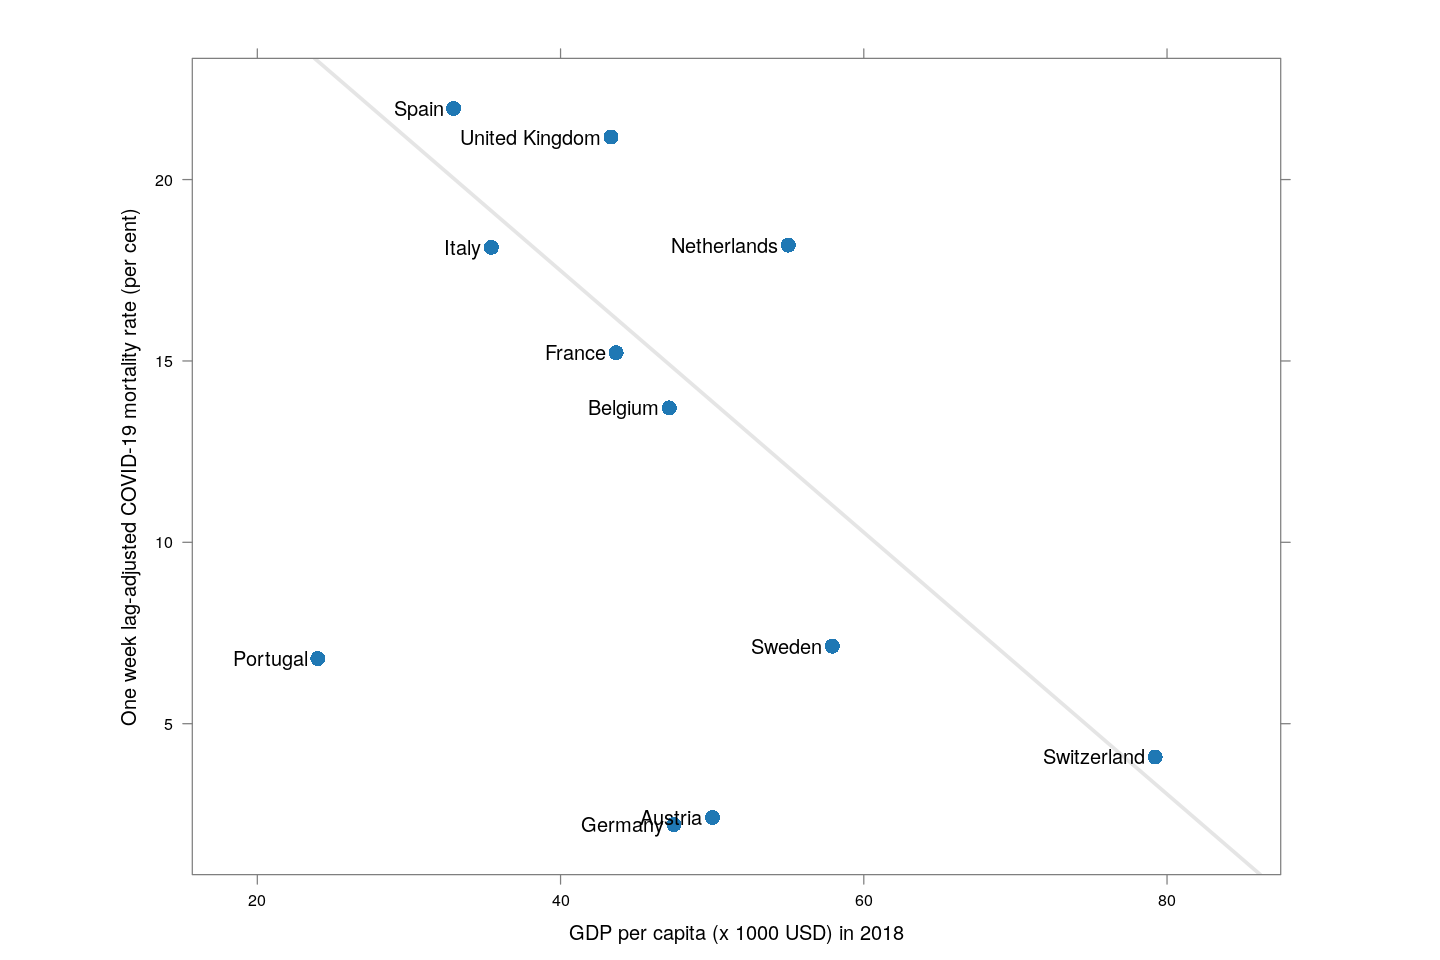 Spain
United Kingdom
20
Italy
Netherlands
France
15
Belgium
One week lag-adjusted COVID-19 mortality rate (per cent)
10
Sweden
Portugal
5
Switzerland
Austria
Germany
20
40
60
80
GDP per capita (x 1000 USD) in 2018